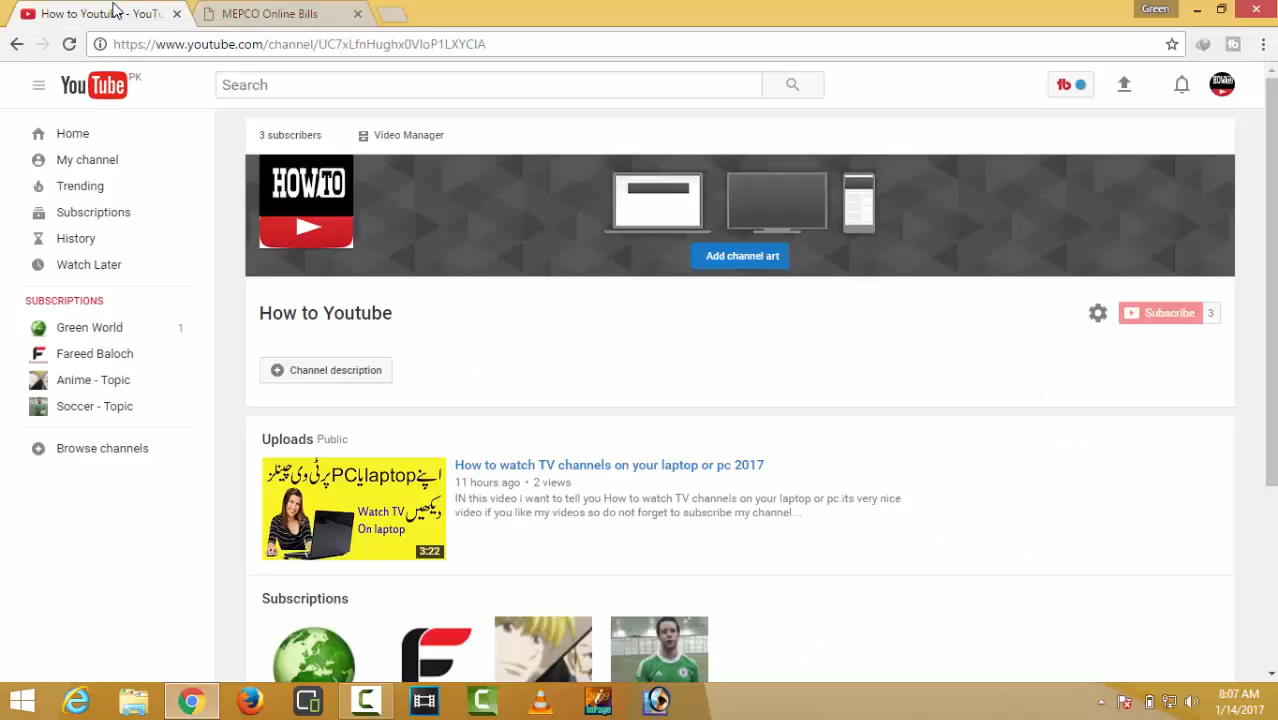 How to Youtube - YouTu
MEPCO Online Bills
Green
https://www.youtube.com/channel/UC7xLfnHughx0VloP1LXYCIA
YouTube PK
Search
Home
My channel
Trending
Subscriptions
History
Watch Later
SUBSCRIPTIONS
Green World 1
Fareed Baloch
Anime - Topic
Soccer - Topic
Browse channels
3 subscribers Video Manager
HOW TO
Add channel art
How to Youtube
Subscribe 3
Channel description
Uploads Public
اپنے laptop یا PC پر ٹی وی چینلز
دیکھیں
Watch TV
On laptop
3:22
How to watch TV channels on your laptop or pc 2017
11 hours ago • 2 views
IN this video i want to tell you How to watch TV channels on your laptop or pc.its very nice
video if you like my videos so do not forget to subscribe my channel...
Subscriptions
InPage
8:07 AM
1/14/2017